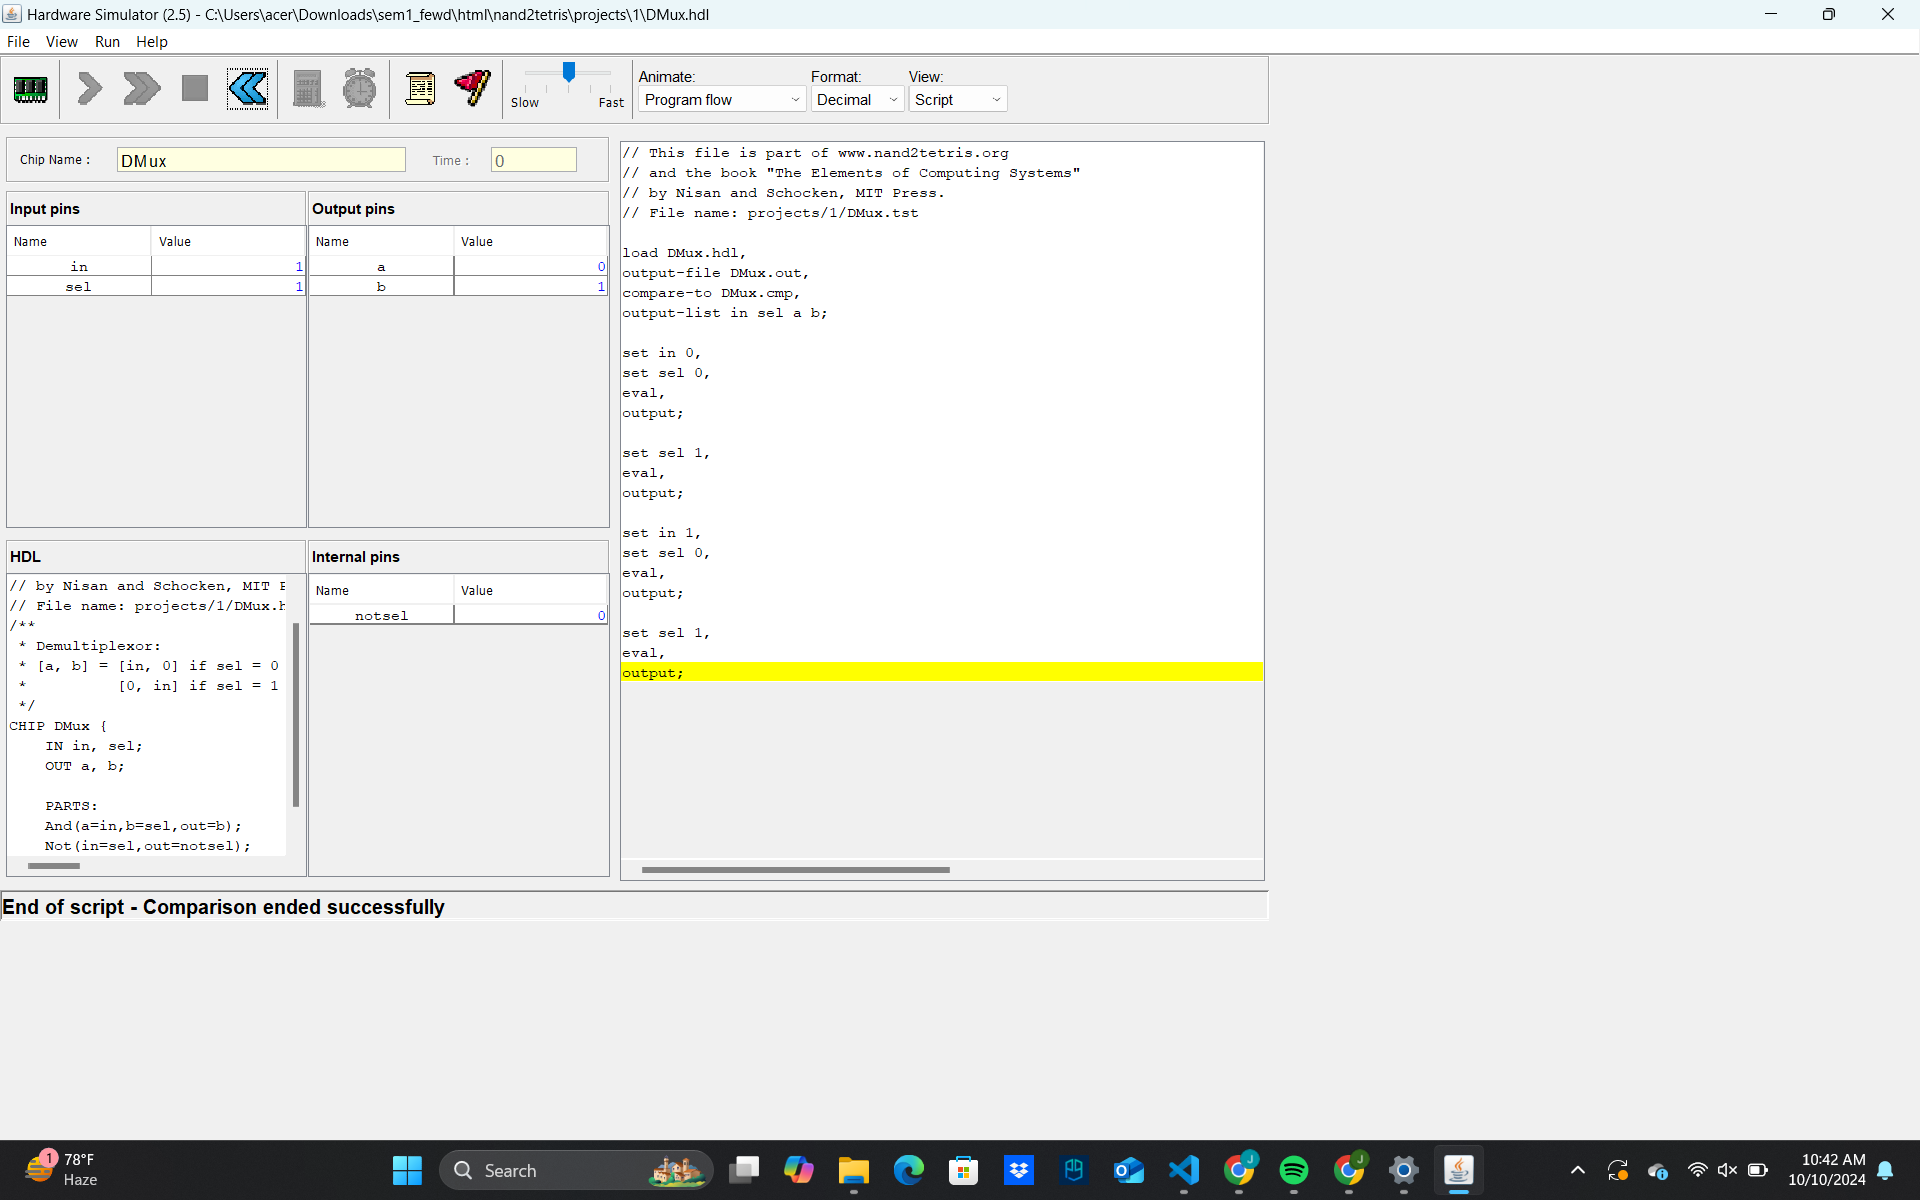 Hardware Simulator (2.5) - C:\Users\acer\Downloads\sem1_fewd\html\nand2tetris\projects\1\DMux.hdl
File View Run Help
Slow Fast
Animate: Format: View:
Program flow Decimal Script
Chip Name : DMux Time : 0
Input pins
Name Value
in 1
sel 1
Output pins
Name Value
a 0
b 1
HDL
// by Nisan and Schocken, MIT P
// File name: projects/1/DMux.h
/**
* Demultiplexor:
* [a, b] = [in, 0] if sel = 0
* [0, in] if sel = 1
*/
CHIP DMux {
IN in, sel;
OUT a, b;
PARTS:
And(a=in,b=sel,out=b);
Not(in=sel,out=notsel);
Internal pins
Name Value
notsel 0
// This file is part of www.nand2tetris.org
// and the book "The Elements of Computing Systems"
// by Nisan and Schocken, MIT Press.
// File name: projects/1/DMux.tst
load DMux.hdl,
output-file DMux.out,
compare-to DMux.cmp,
output-list in sel a b;
set in 0,
set sel 0,
eval,
output;
set sel 1,
eval,
output;
set in 1,
set sel 0,
eval,
output;
set sel 1,
eval,
output;
End of script - Comparison ended successfully
1
78°F
Haze
Search
J
J
10:42 AM
10/10/2024